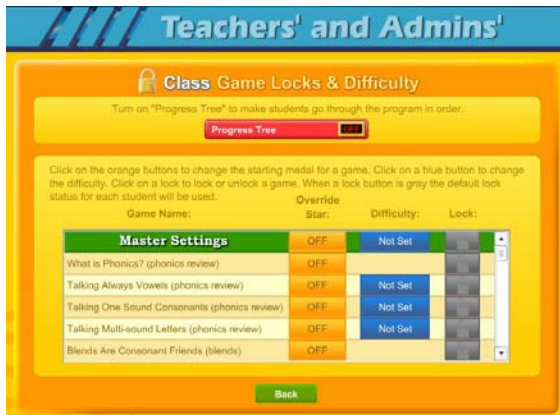 Teachers' and Admins'
Class Game Locks & Difficulty
Turn on "Progress Tree" to make students go through the program in order.
Progress Tree OFF
Click on the orange buttons to change the starting medal for a game. Click on a blue button to change
the difficulty. Click on a lock to lock or unlock a game. When a lock button is gray the default lock
status for each student will be used.
Game Name: Override Star: Difficulty: Lock:
Master Settings OFF Not Set
What is Phonics? (phonics review) OFF
Talking Always Vowels (phonics review) OFF Not Set
Talking One Sound Consonants (phonics review) OFF Not Set
Talking Multi-sound Letters (phonics review) OFF Not Set
Blends Are Consonant Friends (blends) OFF
Back